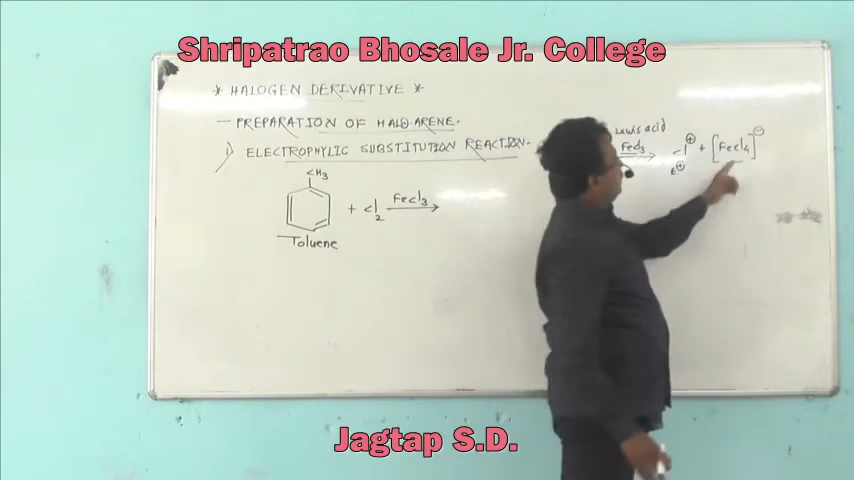 Shripatrao Bhosale Jr. College
* HALOGEN DERIVATIVE *
- PREPARATION OF HALO-ARENE.
i) ELECTROPHYLIC SUBSTITUTION REACTION-
Lewis acid
FeCl3
Cl⊕ + [FeCl4]⊖
E⊕
CH3
+ Cl2 FeCl3
Toluene
Jagtap S.D.